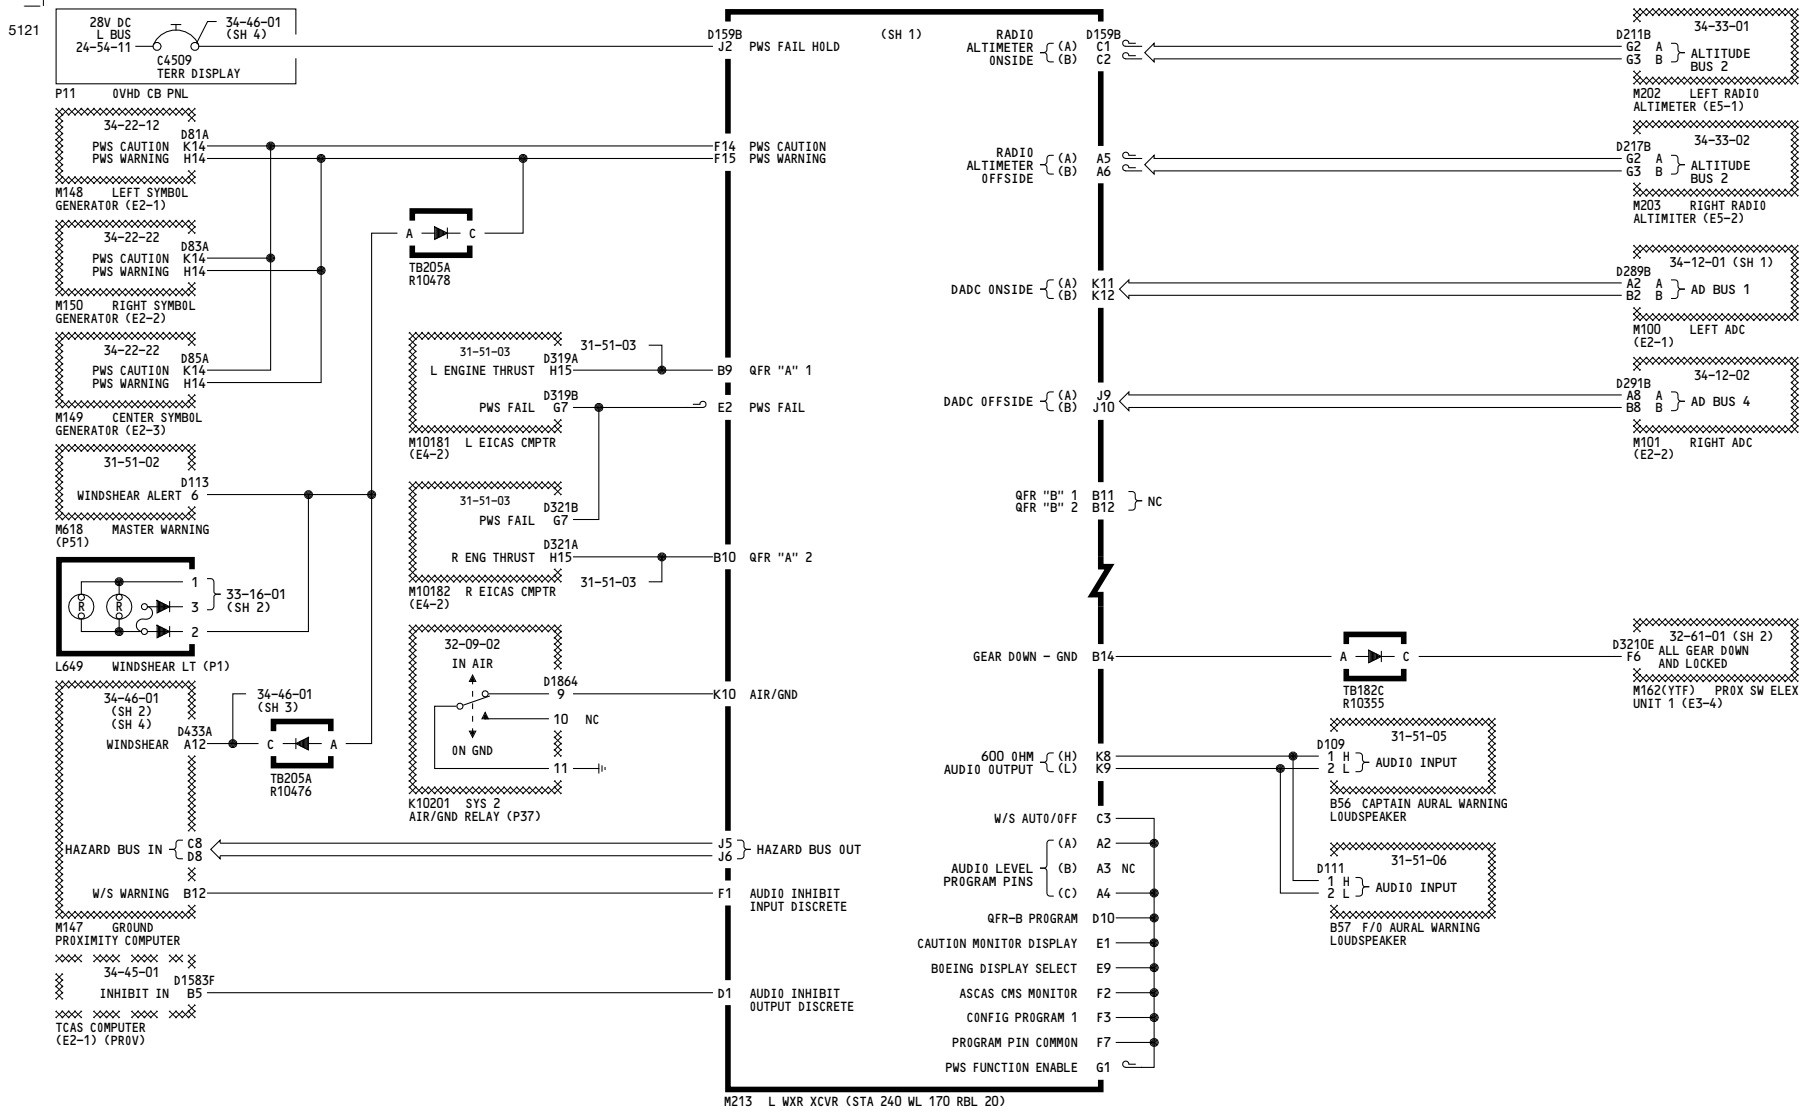 5121
28V DC
L BUS
24-54-11
34-46-01
(SH 4)
C4509
TERR DISPLAY
P11 OVHD CB PNL
34-22-12
D81A
PWS CAUTION K14
PWS WARNING H14
M148 LEFT SYMBOL
GENERATOR (E2-1)
34-22-22
D83A
PWS CAUTION K14
PWS WARNING H14
M150 RIGHT SYMBOL
GENERATOR (E2-2)
34-22-22
D85A
PWS CAUTION K14
PWS WARNING H14
M149 CENTER SYMBOL
GENERATOR (E2-3)
31-51-02
D113
WINDSHEAR ALERT 6
M618 MASTER WARNING
(P51)
1
R R 3
2
33-16-01
(SH 2)
L649 WINDSHEAR LT (P1)
34-46-01
(SH 2)
(SH 4)
D433A
WINDSHEAR A12
34-46-01
(SH 3)
C A
TB205A
R10476
HAZARD BUS IN C8
D8
W/S WARNING B12
M147 GROUND
PROXIMITY COMPUTER
34-45-01
D1583F
INHIBIT IN B5
TCAS COMPUTER
(E2-1) (PROV)
A C
TB205A
R10478
31-51-03
D319A
L ENGINE THRUST H15
31-51-03
D319B
PWS FAIL G7
M10181 L EICAS CMPTR
(E4-2)
31-51-03
D321B
PWS FAIL G7
D321A
R ENG THRUST H15
31-51-03
M10182 R EICAS CMPTR
(E4-2)
32-09-02
IN AIR
D1864
9
10 NC
ON GND
11
K10201 SYS 2
AIR/GND RELAY (P37)
D159B
J2 PWS FAIL HOLD
F14 PWS CAUTION
F15 PWS WARNING
B9 QFR "A" 1
E2 PWS FAIL
B10 QFR "A" 2
K10 AIR/GND
J5
J6 HAZARD BUS OUT
F1 AUDIO INHIBIT
INPUT DISCRETE
D1 AUDIO INHIBIT
OUTPUT DISCRETE
(SH 1)
D159B
RADIO
ALTIMETER
ONSIDE
(A) C1
(B) C2
RADIO
ALTIMETER
OFFSIDE
(A) A5
(B) A6
DADC ONSIDE (A) K11
(B) K12
DADC OFFSIDE (A) J9
(B) J10
QFR "B" 1 B11
QFR "B" 2 B12
NC
GEAR DOWN - GND B14
600 OHM
AUDIO OUTPUT
(H) K8
(L) K9
W/S AUTO/OFF C3
AUDIO LEVEL
PROGRAM PINS
(A) A2
(B) A3 NC
(C) A4
QFR-B PROGRAM D10
CAUTION MONITOR DISPLAY E1
BOEING DISPLAY SELECT E9
ASCAS CMS MONITOR F2
CONFIG PROGRAM 1 F3
PROGRAM PIN COMMON F7
PWS FUNCTION ENABLE G1
M213 L WXR XCVR (STA 240 WL 170 RBL 20)
34-33-01
D211B
G2 A
G3 B
ALTITUDE
BUS 2
M202 LEFT RADIO
ALTIMETER (E5-1)
34-33-02
D217B
G2 A
G3 B
ALTITUDE
BUS 2
M203 RIGHT RADIO
ALTIMITER (E5-2)
34-12-01 (SH 1)
D289B
A2 A
B2 B
AD BUS 1
M100 LEFT ADC
(E2-1)
34-12-02
D291B
A8 A
B8 B
AD BUS 4
M101 RIGHT ADC
(E2-2)
A C
TB182C
R10355
32-61-01 (SH 2)
D3210E
F6 ALL GEAR DOWN
AND LOCKED
M162(YTF) PROX SW ELEX
UNIT 1 (E3-4)
31-51-05
D109
1 H
2 L
AUDIO INPUT
B56 CAPTAIN AURAL WARNING
LOUDSPEAKER
31-51-06
D111
1 H
2 L
AUDIO INPUT
B57 F/O AURAL WARNING
LOUDSPEAKER